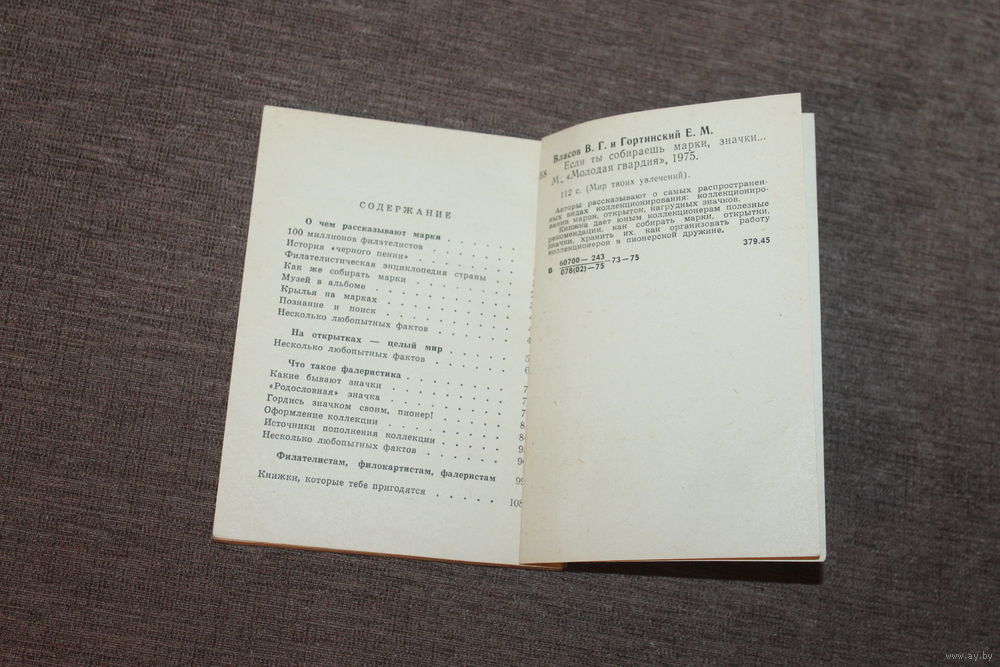 СОДЕРЖАНИЕ
О чем рассказывают марки . . . . .
100 миллионов филателистов . . . . .
История «черного пенни» . . . . .
Филателистическая энциклопедия страны . .
Как же собирать марки . . . . .
Музей в альбоме . . . . . .
Крылья на марках . . . . . .
Познание и поиск . . . . . .
Несколько любопытных фактов . . . . .
На открытках — целый мир . . . . .
Несколько любопытных фактов . . . . .
Что такое фалеристика . . . . . .
Какие бывают значки . . . . . .
«Родословная» значка . . . . . .
Гордись значком своим, пионер! . . . .
Оформление коллекции . . . . . .
Источники пополнения коллекции . . . .
Несколько любопытных фактов . . . . .
Филателистам, филокартистам, фалеристам 99
Книжки, которые тебе пригодятся . . . . . 108
Власов В. Г. и Гортинский Е. М.
Если ты собираешь марки, значки...
М., «Молодая гвардия», 1975.
112 с. (Мир твоих увлечений).
Авторы рассказывают о самых распространен-
ных видах коллекционирования: коллекциониро-
вании марок, открыток, нагрудных значков.
Книжка дает юным коллекционерам полезные
рекомендации, как собирать марки, открытки,
значки, хранить их, как организовать работу
коллекционеров в пионерской дружине.
379.45
В 60700—243
078(02)—75 —73—75
www.ay.by